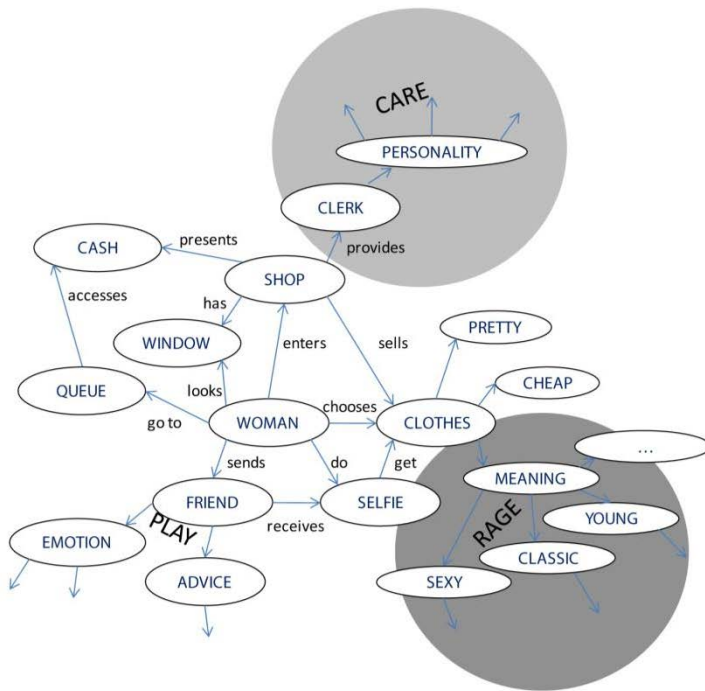 CARE
PERSONALITY
CLERK
CASH
presents
provides
SHOP
accesses
has
PRETTY
WINDOW
enters
sells
CHEAP
QUEUE
looks
chooses
go to
WOMAN
CLOTHES
...
sends
do
get
MEANING
FRIEND
SELFIE
YOUNG
PLAY
receives
RAGE
EMOTION
CLASSIC
ADVICE
SEXY